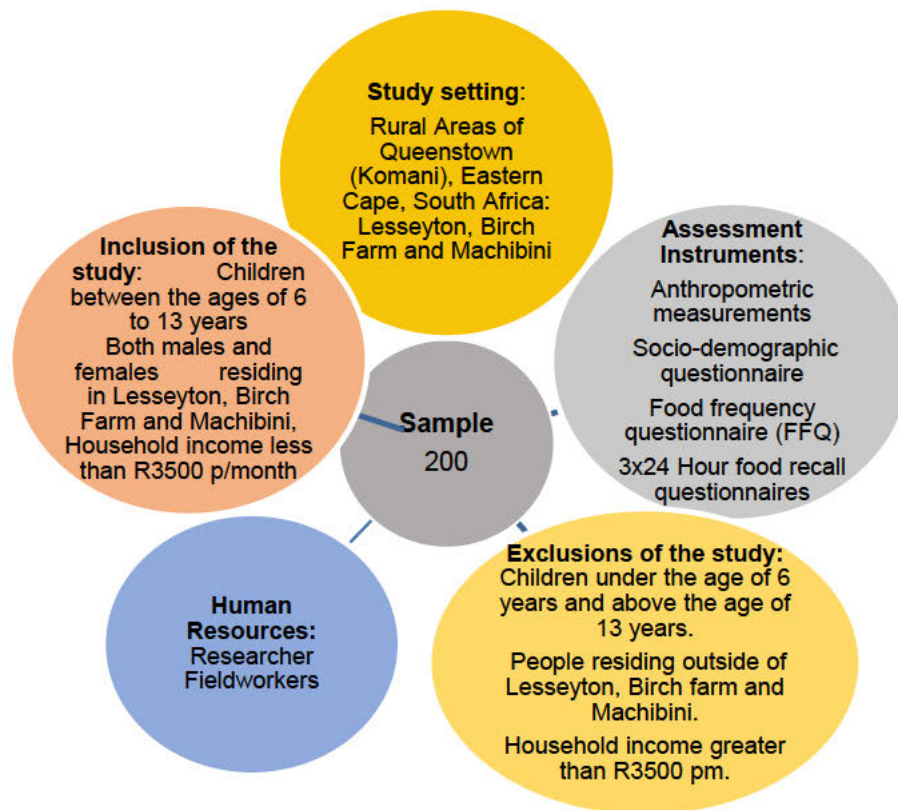 Study setting:
Rural Areas of
Queenstown
(Komani), Eastern
Cape, South Africa:
Lesseyton, Birch
Farm and Machibini
Inclusion of the
study: Children
between the ages of 6
to 13 years
Both males and
females residing
in Lesseyton, Birch
Farm and Machibini,
Household income less
than R3500 p/month
Assessment
Instruments:
Anthropometric
measurements
Socio-demographic
questionnaire
Food frequency
questionnaire (FFQ)
3x24 Hour food recall
questionnaires
Sample
200
Human
Resources:
Researcher
Fieldworkers
Exclusions of the study:
Children under the age of 6
years and above the age of
13 years.
People residing outside of
Lesseyton, Birch farm and
Machibini.
Household income greater
than R3500 pm.